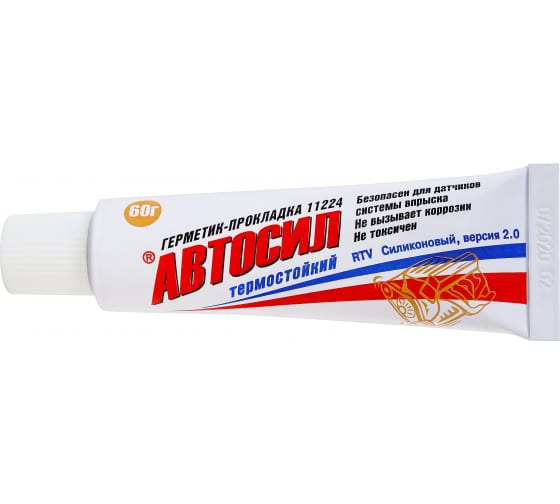 60г
ГЕРМЕТИК-ПРОКЛАДКА 11224
® АВТОСИЛ
термостойкий
Безопасен для датчиков
системы впрыска
Не вызывает коррозии
Не токсичен
RTV Силиконовый, версия 2.0